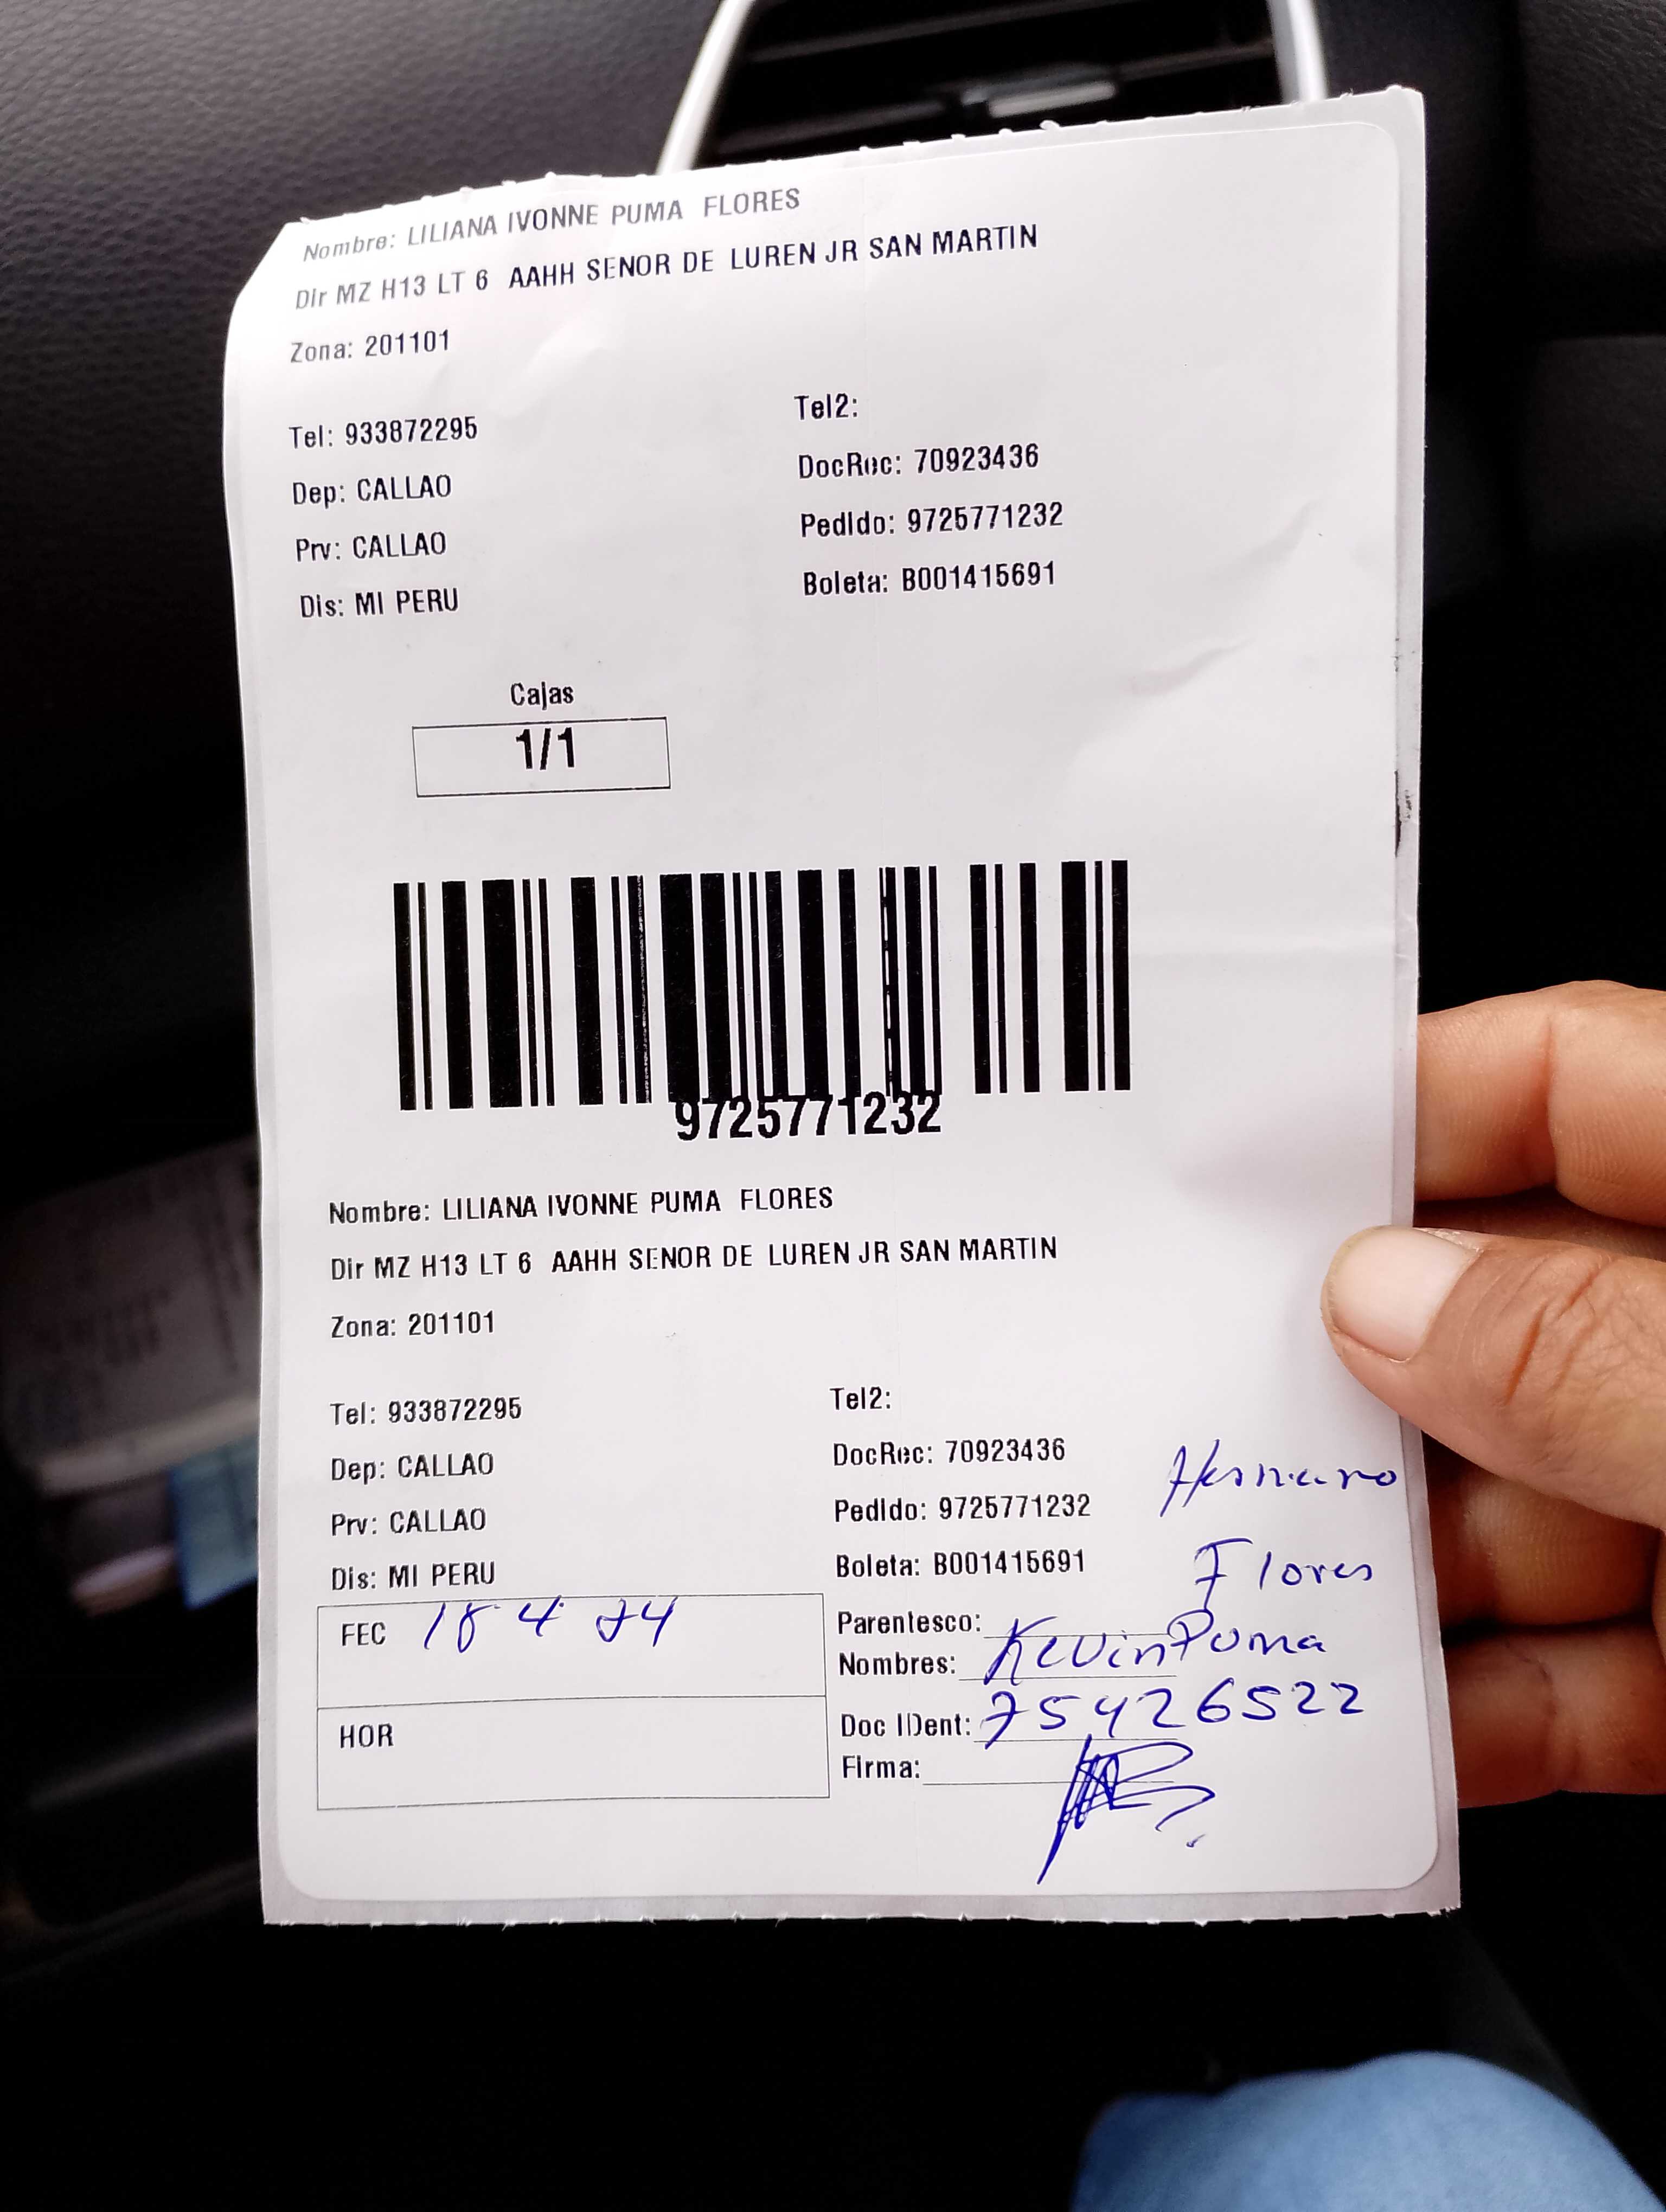 Nombre: LILIANA IVONNE PUMA FLORES
Dir MZ H13 LT 6 AAHH SENOR DE LUREN JR SAN MARTIN
Zona: 201101
Tel: 933872295
Tel2:
Dep: CALLAO
DocRec: 70923436
Prv: CALLAO
Pedido: 9725771232
Dis: MI PERU
Boleta: B001415691
Cajas
1/1
9725771232
Nombre: LILIANA IVONNE PUMA FLORES
Dir MZ H13 LT 6 AAHH SENOR DE LUREN JR SAN MARTIN
Zona: 201101
Tel: 933872295
Tel2:
Dep: CALLAO
DocRec: 70923436
Hermano
Prv: CALLAO
Pedido: 9725771232
Dis: MI PERU
Boleta: B001415691
Flores
FEC 18 4 24
Parentesco:
Nombres: Kevin Puma
HOR
Doc IDent: 75426522
Firma: